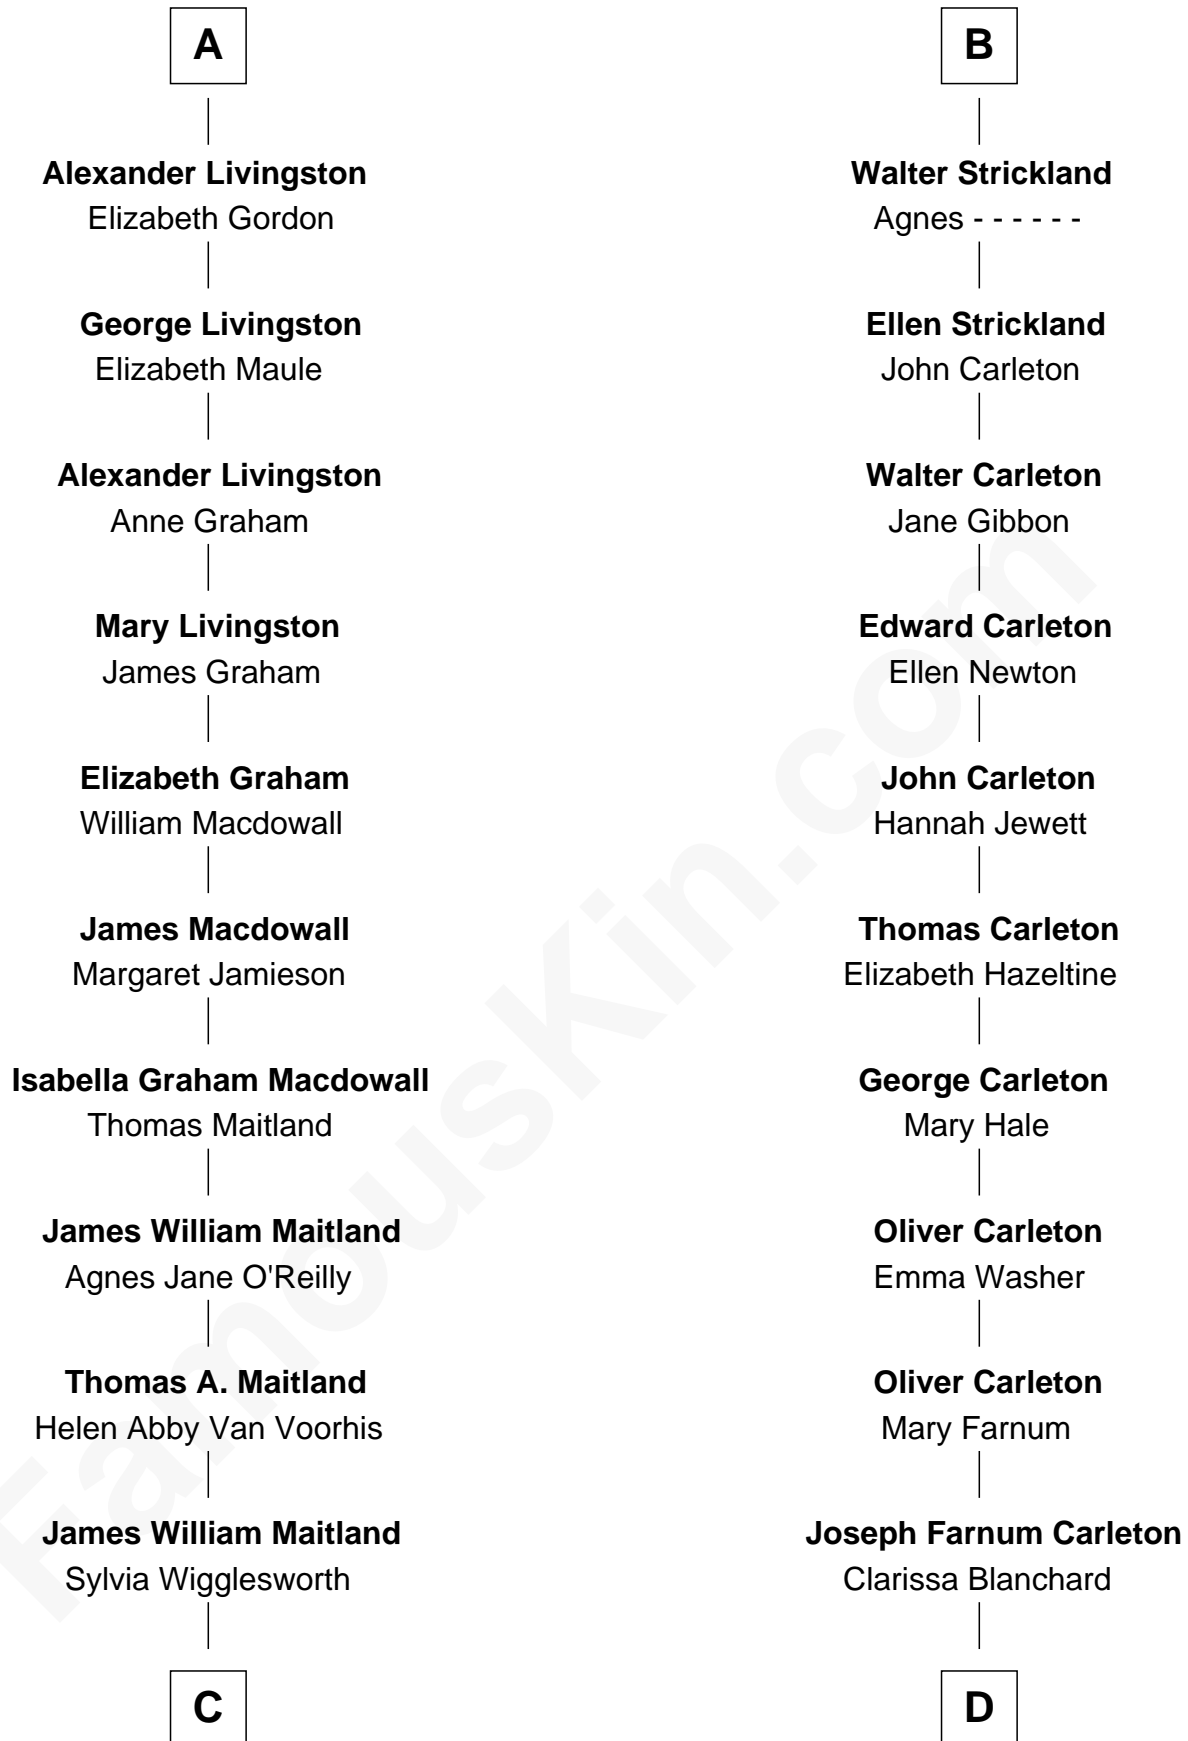 A
Alexander Livingston
Elizabeth Gordon
George Livingston
Elizabeth Maule
Alexander Livingston
Anne Graham
Mary Livingston
James Graham
Elizabeth Graham
William Macdowall
James Macdowall
Margaret Jamieson
Isabella Graham Macdowall
Thomas Maitland
James William Maitland
Agnes Jane O'Reilly
Thomas A. Maitland
Helen Abby Van Voorhis
James William Maitland
Sylvia Wigglesworth
C
B
Walter Strickland
Agnes - - - - - -
Ellen Strickland
John Carleton
Walter Carleton
Jane Gibbon
Edward Carleton
Ellen Newton
John Carleton
Hannah Jewett
Thomas Carleton
Elizabeth Hazeltine
George Carleton
Mary Hale
Oliver Carleton
Emma Washer
Oliver Carleton
Mary Farnum
Joseph Farnum Carleton
Clarissa Blanchard
D
FamousKin.com